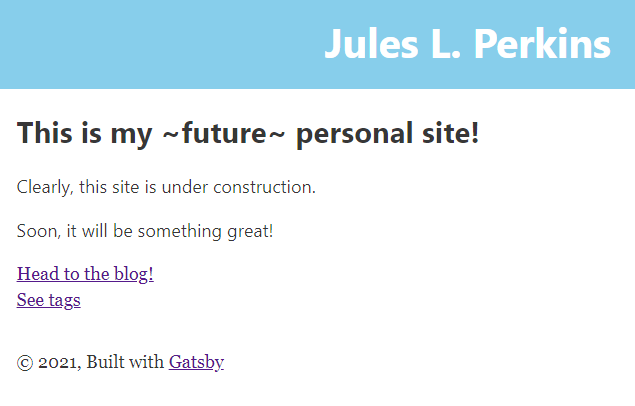 Jules L. Perkins
This is my ~future~ personal site!
Clearly, this site is under construction.
Soon, it will be something great!
Head to the blog!
See tags
© 2021, Built with Gatsby